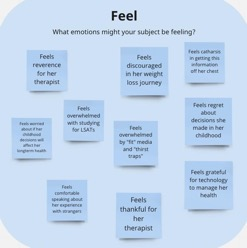 Feel
What emotions might your subject be feeling?
Feels
reverence
for her
therapist
Feels
discouraged
in her weight
loss journey
Feels catharsis
in getting this
information
off her chest
Feels
overwhelmed
with studying
for LSATs
Feels regret
about
decisions she
made in her
childhood
Feels worried
about if her
childhood
decisions will
affect her
longterm health
Feels
overwhelmed
by "fit" media
and "thirst
traps"
Feels grateful
for technology
to manage her
health
Feels
comfortable
speaking about
her experience
with strangers
Feels
thankful for
her
therapist